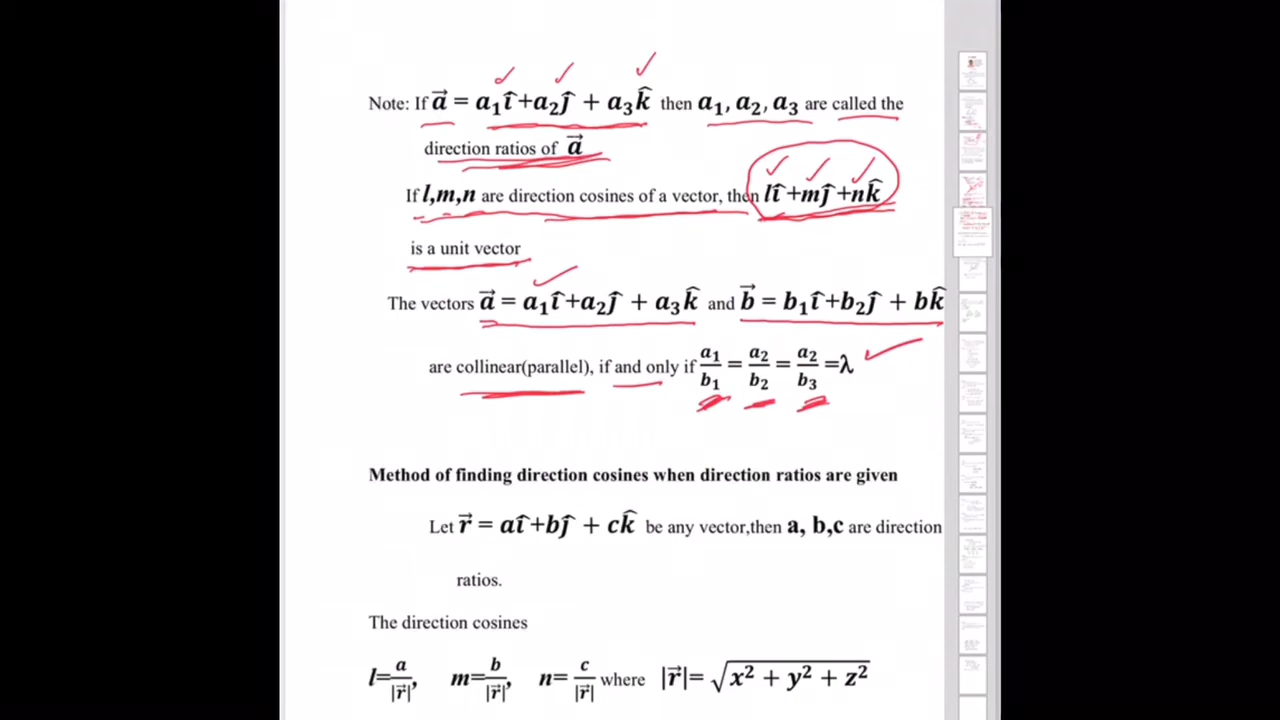 Note: If a⃗ = a₁î+a₂ĵ + a₃k̂ then a₁, a₂, a₃ are called the
direction ratios of a⃗
If l,m,n are direction cosines of a vector, then lî+mĵ+nk̂
is a unit vector
The vectors a⃗ = a₁î+a₂ĵ + a₃k̂ and b⃗ = b₁î+b₂ĵ + bk̂
are collinear(parallel), if and only if a₁/b₁ = a₂/b₂ = a₂/b₃ =λ
Method of finding direction cosines when direction ratios are given
Let r⃗ = aî+bĵ + ck̂ be any vector,then a, b,c are direction
ratios.
The direction cosines
l=a/|r⃗|, m=b/|r⃗|, n=c/|r⃗| where |r⃗|= √(x² + y² + z²)